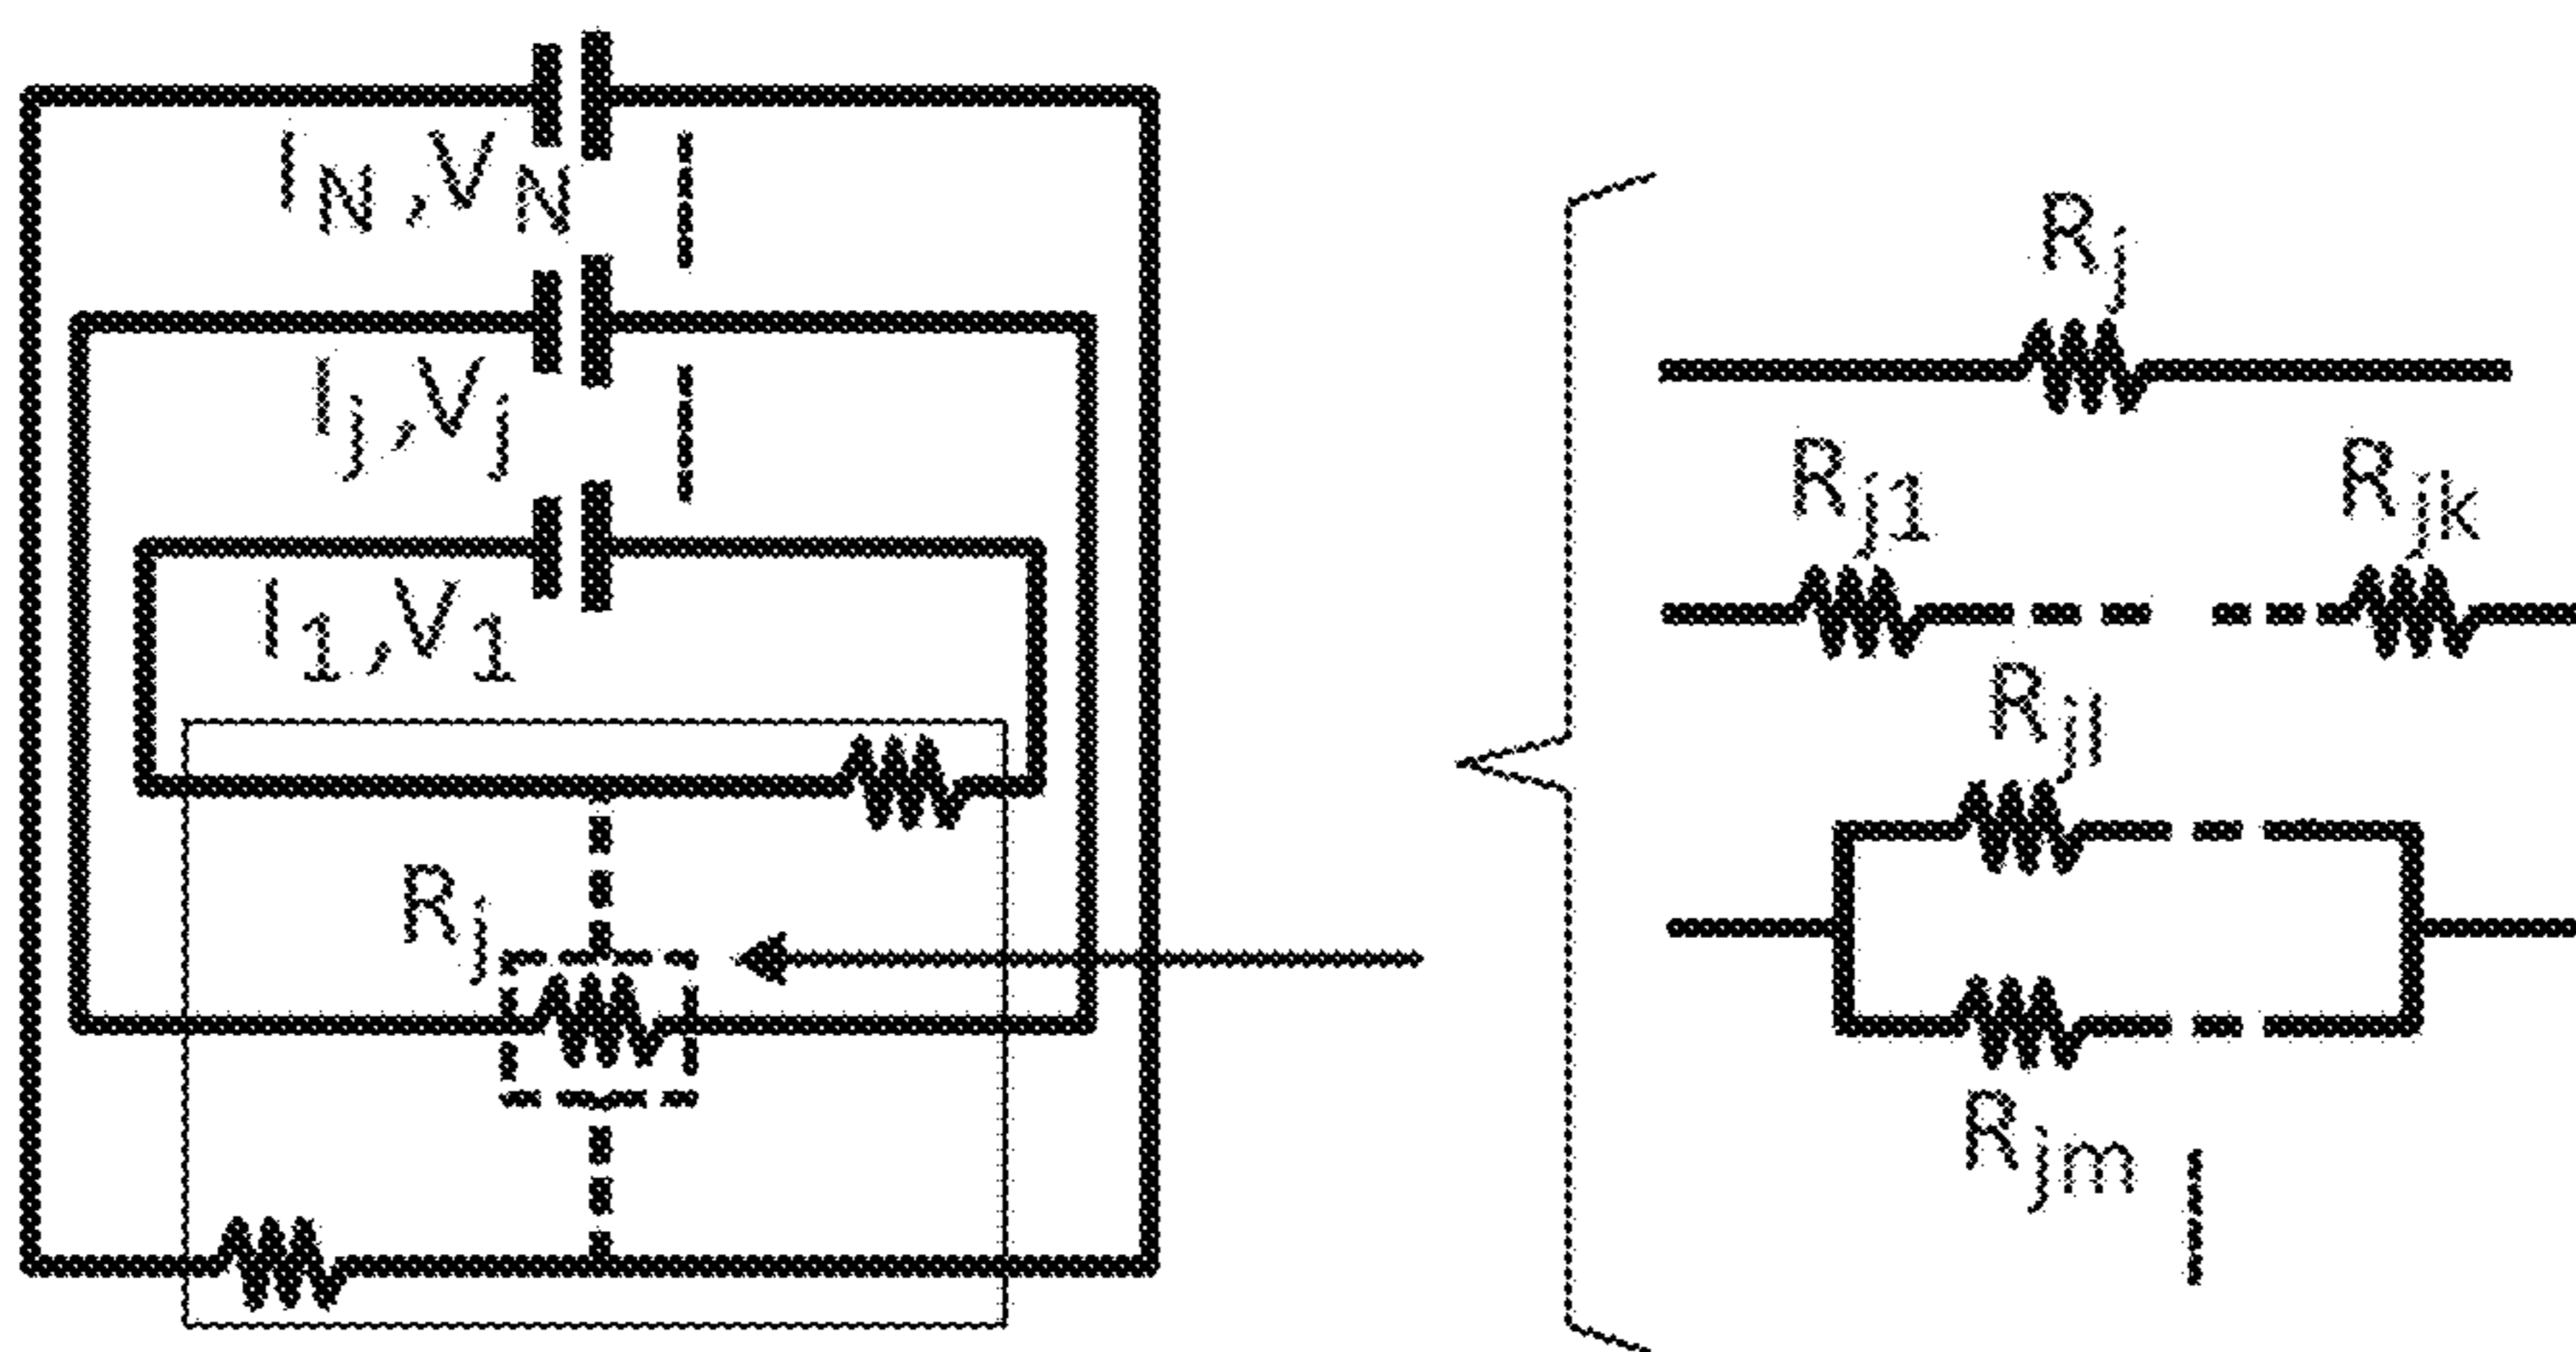 I_N ,V_N
I_j ,V_j
I_1 ,V_1
R_j
R_j
R_j1 R_jk
R_jl
R_jm